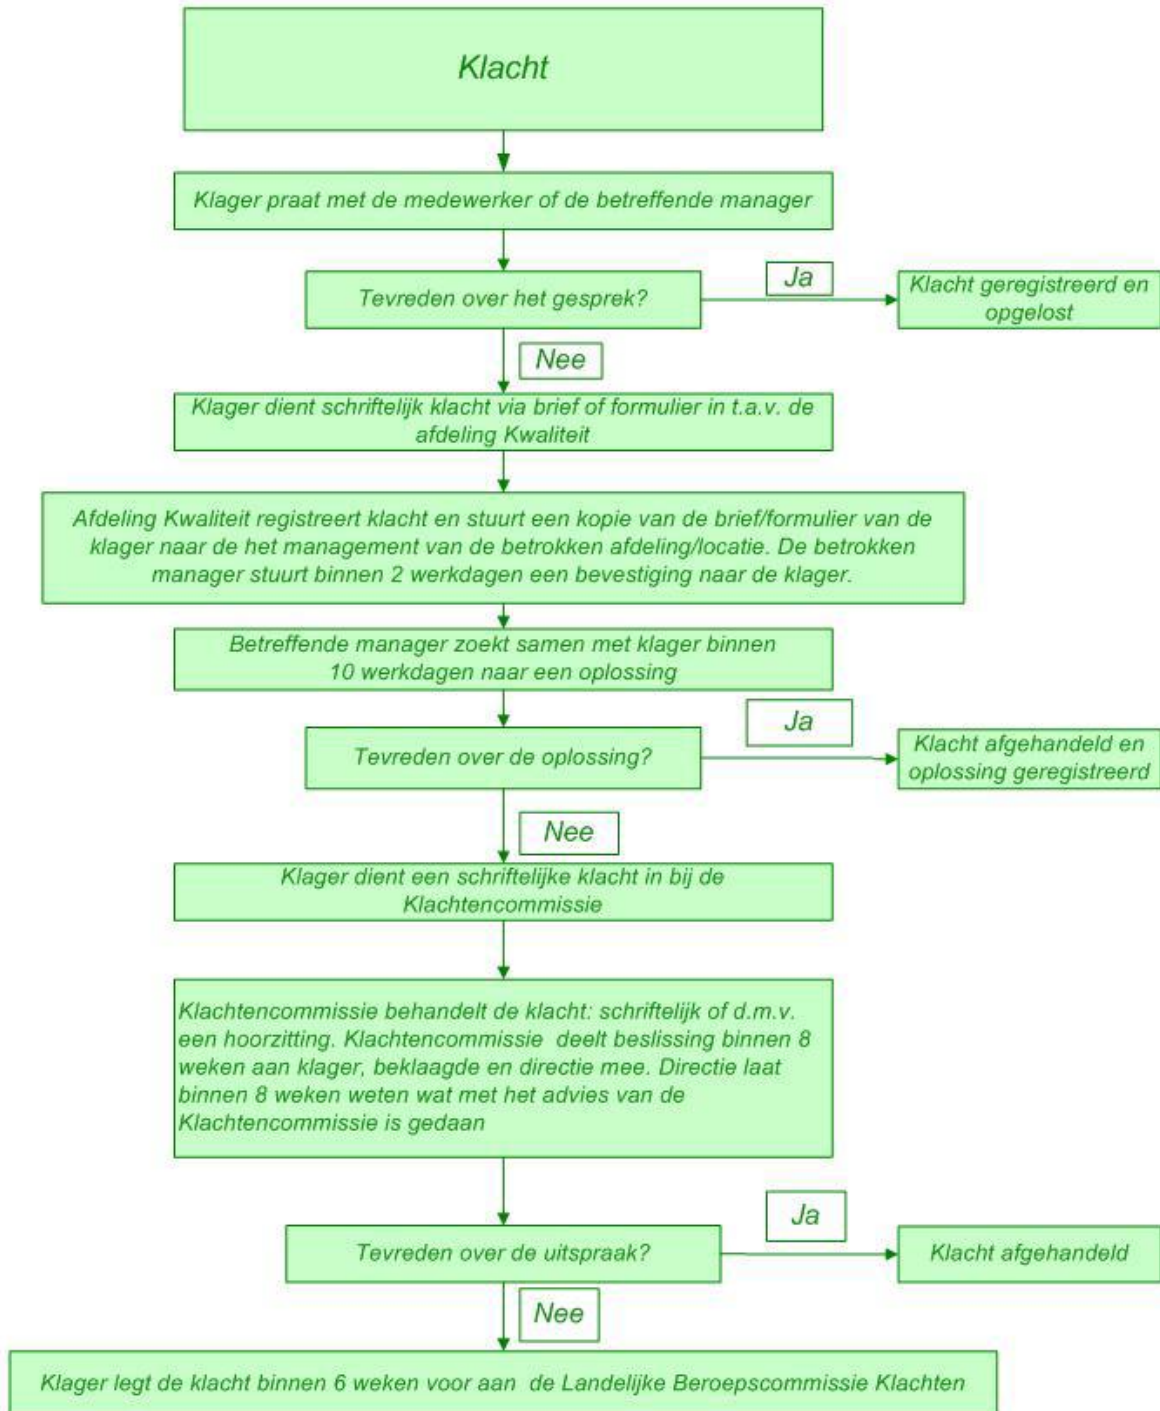 Klacht
Klager praat met de medewerker of de betreffende manager
Tevreden over het gesprek?
Ja
Klacht geregistreerd en
opgelost
Nee
Klager dient schriftelijk klacht via brief of formulier in t.a.v. de
afdeling Kwaliteit
Afdeling Kwaliteit registreert klacht en stuurt een kopie van de brief/formulier van de
klager naar de het management van de betrokken afdeling/locatie. De betrokken
manager stuurt binnen 2 werkdagen een bevestiging naar de klager.
Betreffende manager zoekt samen met klager binnen
10 werkdagen naar een oplossing
Tevreden over de oplossing?
Ja
Klacht afgehandeld en
oplossing geregistreerd
Nee
Klager dient een schriftelijke klacht in bij de
Klachtencommissie
Klachtencommissie behandelt de klacht: schriftelijk of d.m.v.
een hoorzitting. Klachtencommissie deelt beslissing binnen 8
weken aan klager, beklaagde en directie mee. Directie laat
binnen 8 weken weten wat met het advies van de
Klachtencommissie is gedaan
Tevreden over de uitspraak?
Ja
Klacht afgehandeld
Nee
Klager legt de klacht binnen 6 weken voor aan de Landelijke Beroepscommissie Klachten